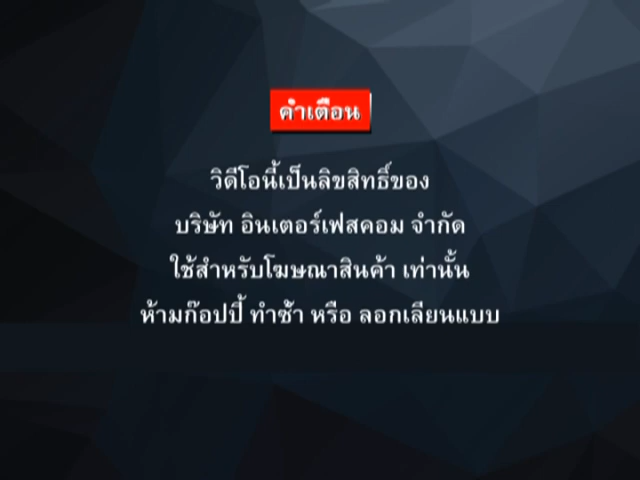 คำเตือน
วิดีโอนี้เป็นลิขสิทธิ์ของ
บริษัท อินเตอร์เฟสคอม จำกัด
ใช้สำหรับโฆษณาสินค้า เท่านั้น
ห้ามก๊อปปี้ ทำซ้ำ หรือ ลอกเลียนแบบ